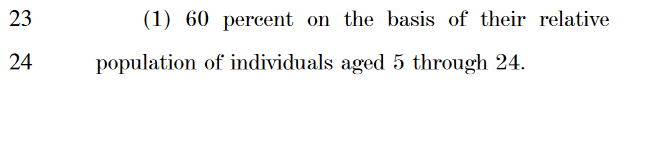 23 (1) 60 percent on the basis of their relative
24 population of individuals aged 5 through 24.